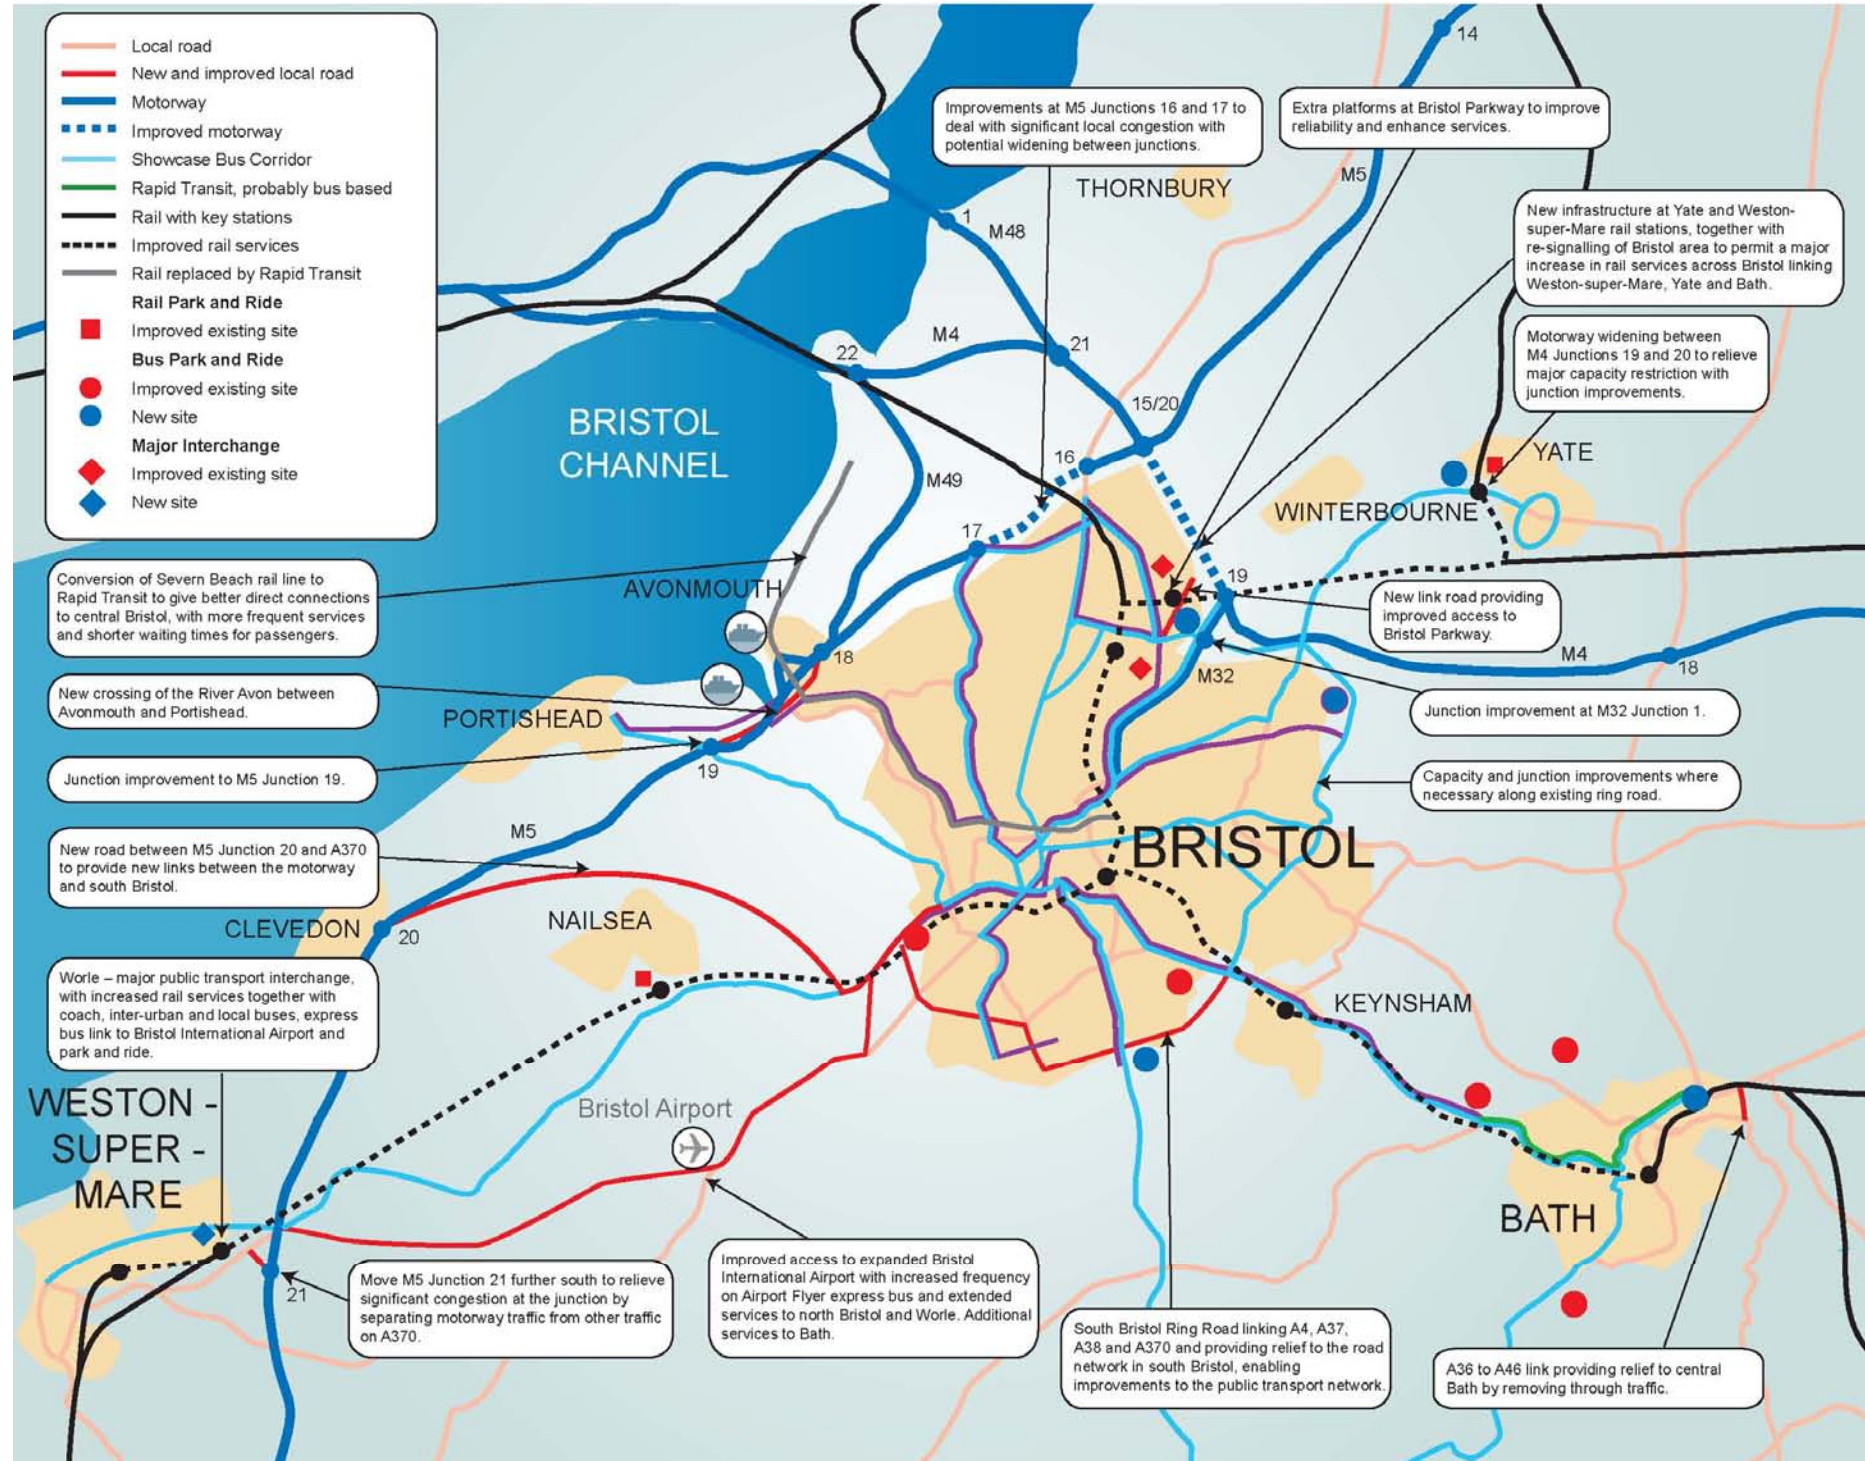 Local road
New and improved local road
Motorway
Improved motorway
Showcase Bus Corridor
Rapid Transit, probably bus based
Rail with key stations
Improved rail services
Rail replaced by Rapid Transit
Rail Park and Ride
Improved existing site
Bus Park and Ride
Improved existing site
New site
Major Interchange
Improved existing site
New site
14
Improvements at M5 Junctions 16 and 17 to
deal with significant local congestion with
potential widening between junctions.
Extra platforms at Bristol Parkway to improve
reliability and enhance services.
M5
THORNBURY
1
M48
New infrastructure at Yate and Weston-
super-Mare rail stations, together with
re-signalling of Bristol area to permit a major
increase in rail services across Bristol linking
Weston-super-Mare, Yate and Bath.
M4
21
22
Motorway widening between
M4 Junctions 19 and 20 to relieve
major capacity restriction with
junction improvements.
15/20
BRISTOL
CHANNEL
16
YATE
M49
WINTERBOURNE
17
Conversion of Severn Beach rail line to
Rapid Transit to give better direct connections
to central Bristol, with more frequent services
and shorter waiting times for passengers.
AVONMOUTH
19
New link road providing
improved access to
Bristol Parkway.
18
M4
18
M32
New crossing of the River Avon between
Avonmouth and Portishead.
PORTISHEAD
Junction improvement at M32 Junction 1.
Junction improvement to M5 Junction 19.
19
Capacity and junction improvements where
necessary along existing ring road.
M5
New road between M5 Junction 20 and A370
to provide new links between the motorway
and south Bristol.
BRISTOL
CLEVEDON
20
NAILSEA
Worle – major public transport interchange,
with increased rail services together with
coach, inter-urban and local buses, express
bus link to Bristol International Airport and
park and ride.
KEYNSHAM
WESTON -
SUPER -
MARE
Bristol Airport
BATH
21
Move M5 Junction 21 further south to relieve
significant congestion at the junction by
separating motorway traffic from other traffic
on A370.
Improved access to expanded Bristol
International Airport with increased frequency
on Airport Flyer express bus and extended
services to north Bristol and Worle. Additional
services to Bath.
South Bristol Ring Road linking A4, A37,
A38 and A370 and providing relief to the road
network in south Bristol, enabling
improvements to the public transport network.
A36 to A46 link providing relief to central
Bath by removing through traffic.